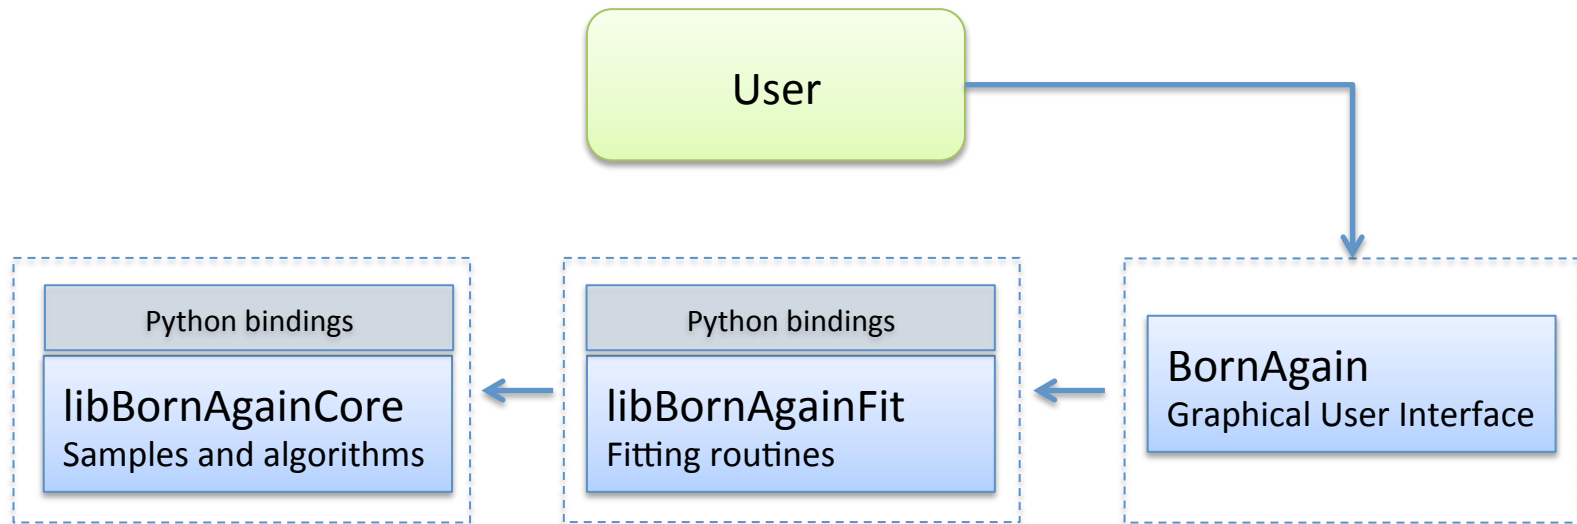 User
Python bindings
libBornAgainCore
Samples and algorithms
Python bindings
libBornAgainFit
Fitting routines
BornAgain
Graphical User Interface